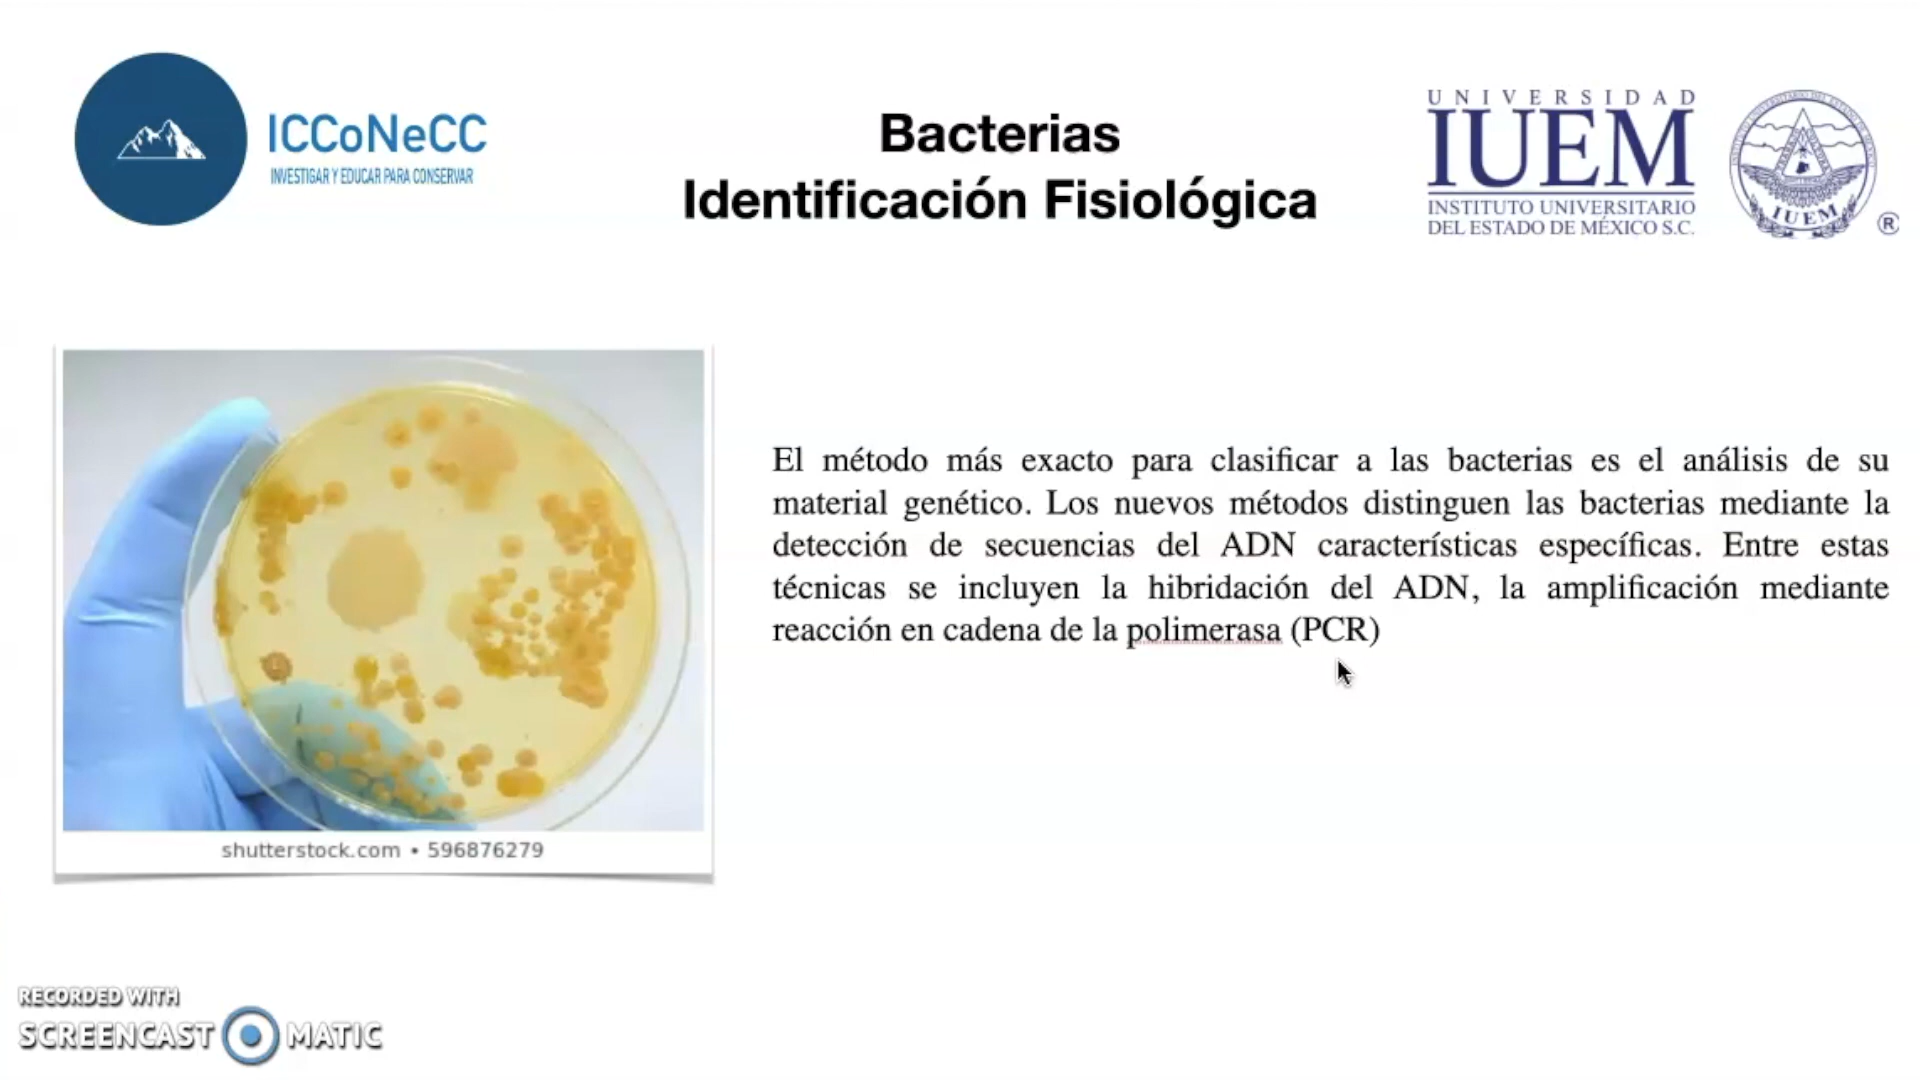 ICCoNeCC
INVESTIGAR Y EDUCAR PARA CONSERVAR
Bacterias
Identificación Fisiológica
UNIVERSIDAD
IUEM
INSTITUTO UNIVERSITARIO
DEL ESTADO DE MÉXICO S.C.
IUEM
®
El método más exacto para clasificar a las bacterias es el análisis de su
material genético. Los nuevos métodos distinguen las bacterias mediante la
detección de secuencias del ADN características específicas. Entre estas
técnicas se incluyen la hibridación del ADN, la amplificación mediante
reacción en cadena de la polimerasa (PCR)
shutterstock.com • 596876279
RECORDED WITH
SCREENCAST MATIC